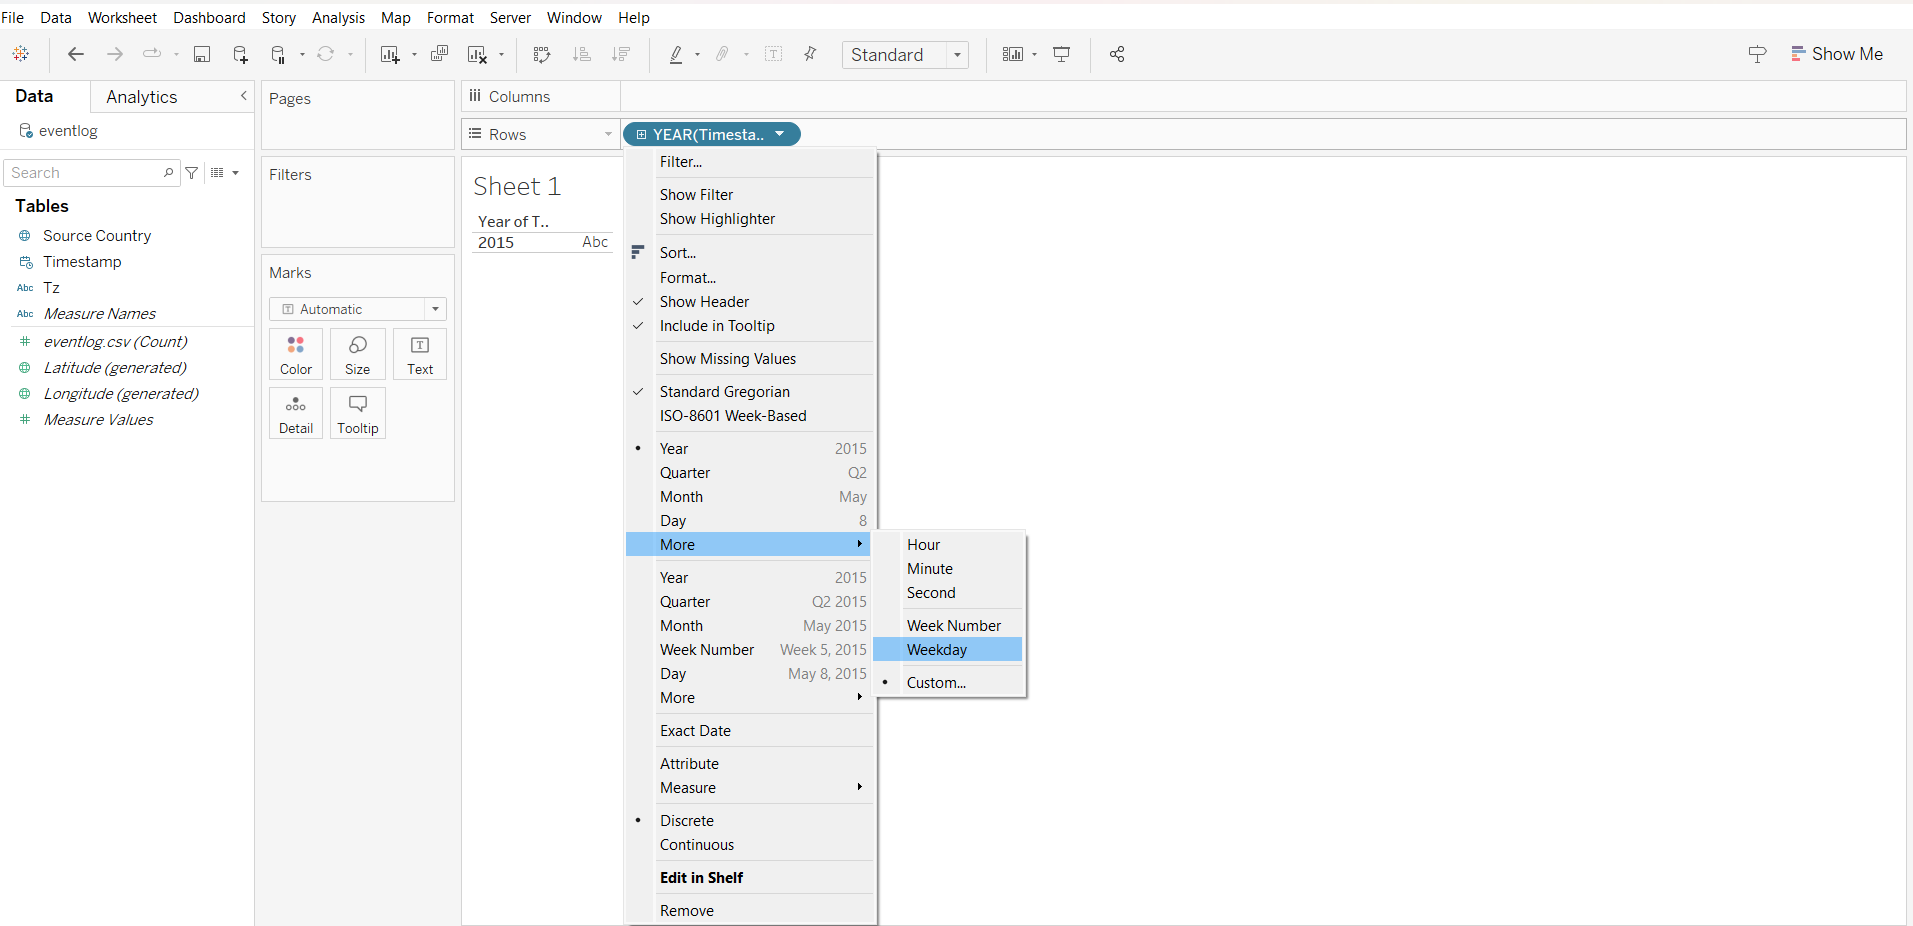 File Data Worksheet Dashboard Story Analysis Map Format Server Window Help
Standard
Show Me
Data Analytics
eventlog
Search
Tables
Source Country
Timestamp
Abc Tz
Abc Measure Names
eventlog.csv (Count)
Latitude (generated)
Longitude (generated)
Measure Values
Pages
Filters
Marks
T Automatic
Color Size Text
Detail Tooltip
Columns
Rows
YEAR(Timesta..
Sheet 1
Year of T..
2015 Abc
Filter...
Show Filter
Show Highlighter
Sort...
Format...
Show Header
Include in Tooltip
Show Missing Values
Standard Gregorian
ISO-8601 Week-Based
Year 2015
Quarter Q2
Month May
Day 8
More
Year 2015
Quarter Q2 2015
Month May 2015
Week Number Week 5, 2015
Day May 8, 2015
More
Exact Date
Attribute
Measure
Discrete
Continuous
Edit in Shelf
Remove
Hour
Minute
Second
Week Number
Weekday
Custom...